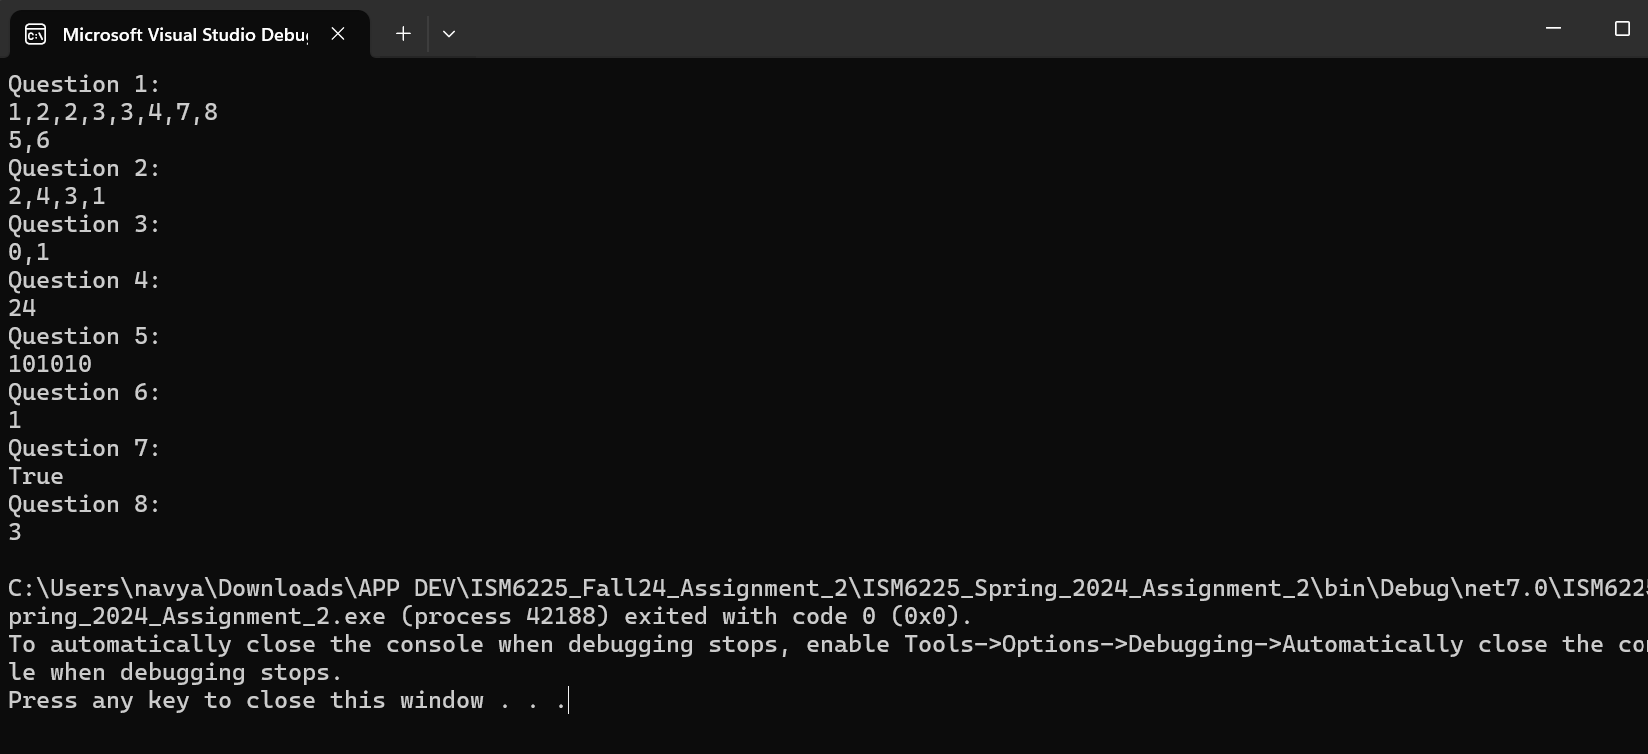 Microsoft Visual Studio Debu
Question 1:
1,2,2,3,3,4,7,8
5,6
Question 2:
2,4,3,1
Question 3:
0,1
Question 4:
24
Question 5:
101010
Question 6:
1
Question 7:
True
Question 8:
3
C:\Users\navya\Downloads\APP DEV\ISM6225_Fall24_Assignment_2\ISM6225_Spring_2024_Assignment_2\bin\Debug\net7.0\ISM622
pring_2024_Assignment_2.exe (process 42188) exited with code 0 (0x0).
To automatically close the console when debugging stops, enable Tools->Options->Debugging->Automatically close the co
le when debugging stops.
Press any key to close this window . . .